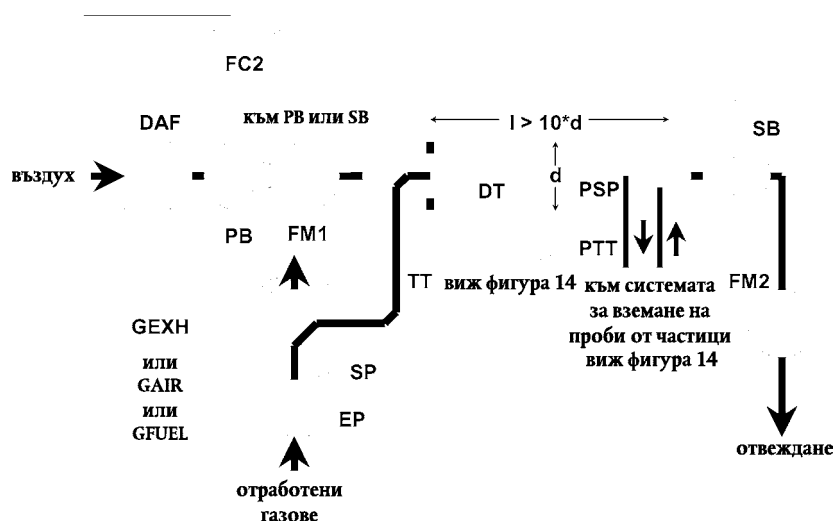 FC2
DAF
към PB или SB
l > 10*d
SB
въздух
d
DT
PSP
PB
FM1
PTT
TT
виж фигура 14
към системата
за вземане на
проби от частици
виж фигура 14
FM2
GEXH
или
GAIR
или
GFUEL
SP
EP
отвеждане
отработени
газове